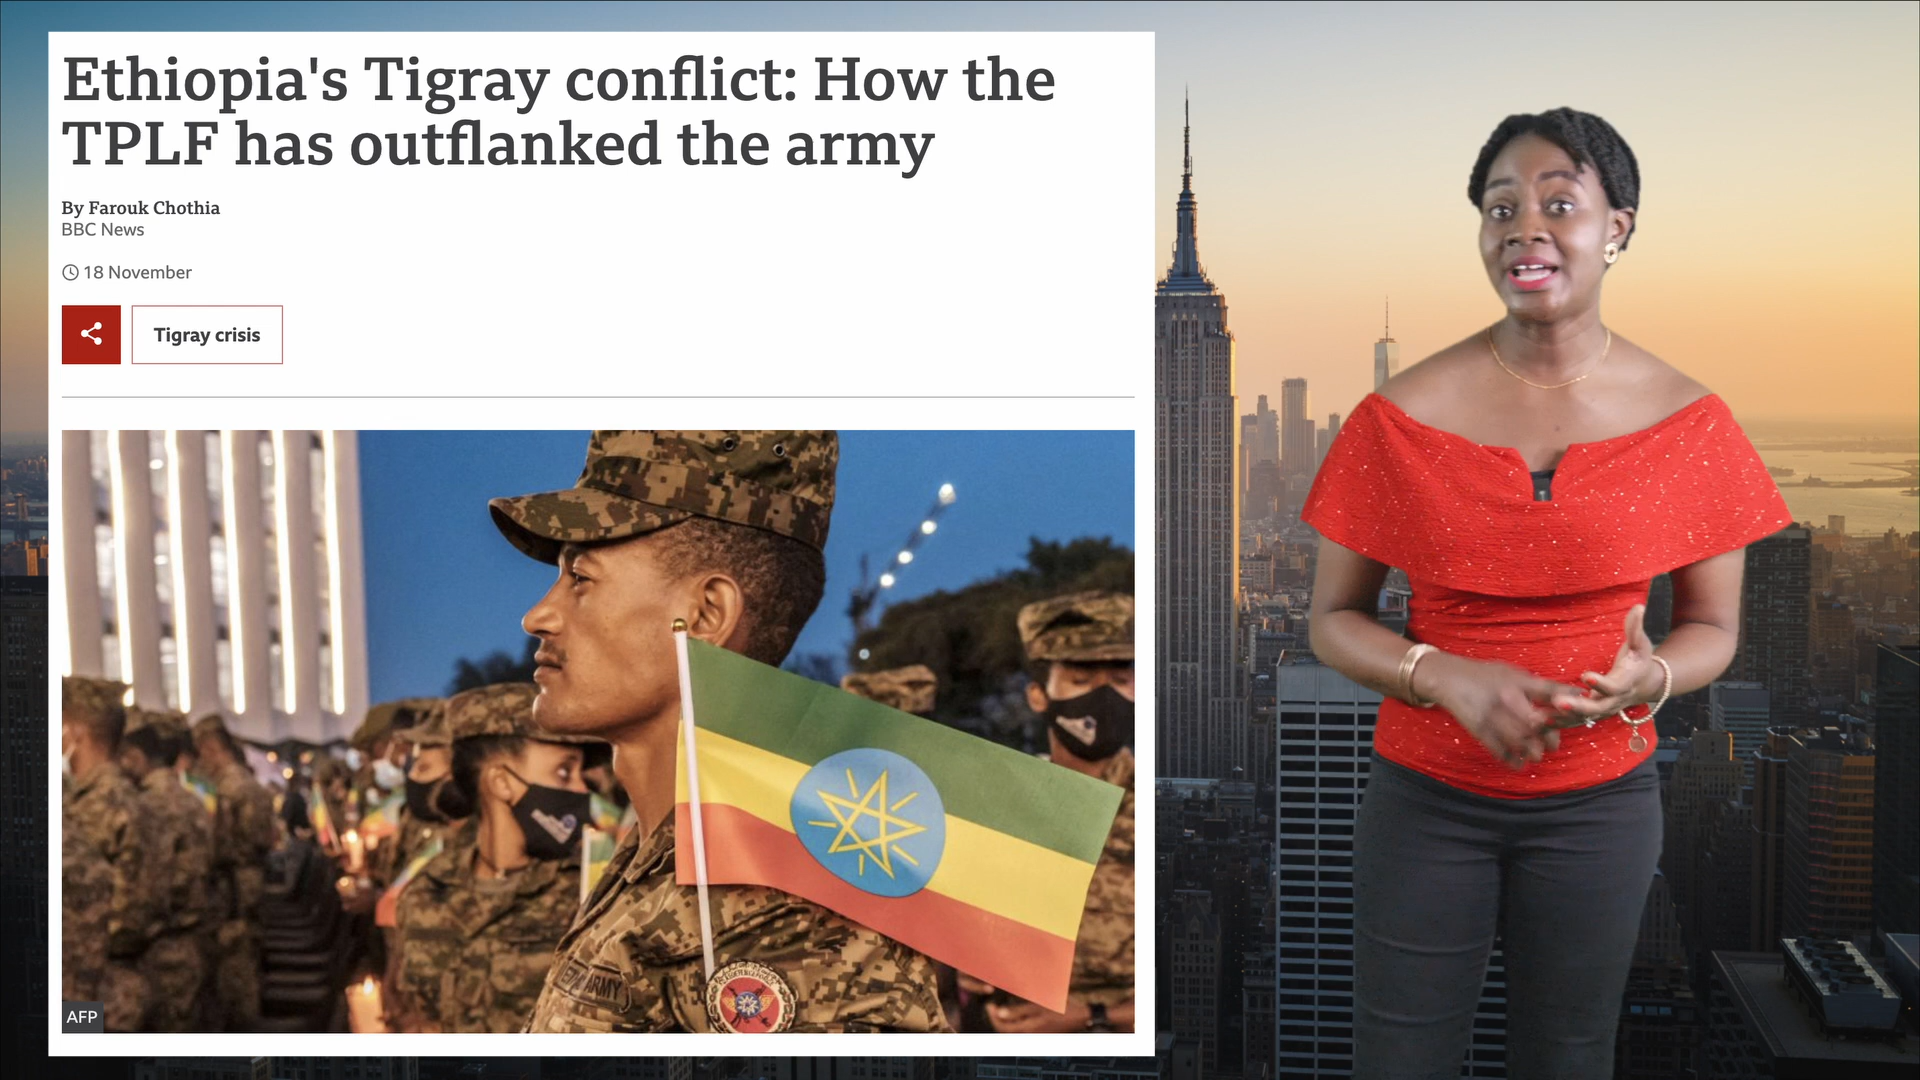 Ethiopia's Tigray conflict: How the
TPLF has outflanked the army
By Farouk Chothia
BBC News
18 November
Tigray crisis
ARMY
AFP